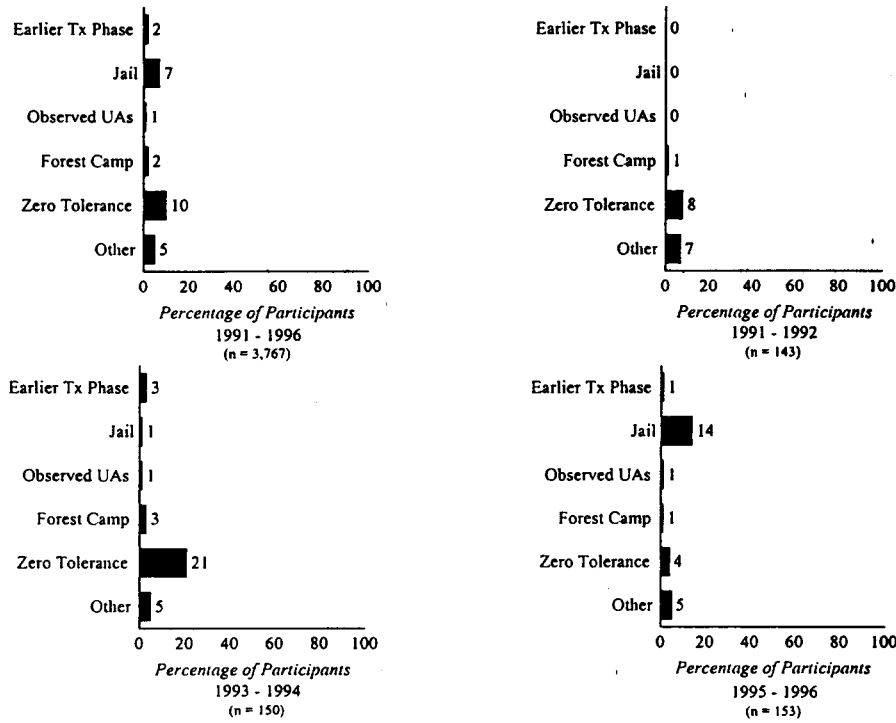 Earlier Tx Phase 2
Jail 7
Observed UAs 1
Forest Camp 2
Zero Tolerance 10
Other 5
0 20 40 60 80 100
Percentage of Participants
1991 - 1996
(n = 3,767)
Earlier Tx Phase 0
Jail 0
Observed UAs 0
Forest Camp 1
Zero Tolerance 8
Other 7
0 20 40 60 80 100
Percentage of Participants
1991 - 1992
(n = 143)
Earlier Tx Phase 3
Jail 1
Observed UAs 1
Forest Camp 3
Zero Tolerance 21
Other 5
0 20 40 60 80 100
Percentage of Participants
1993 - 1994
(n = 150)
Earlier Tx Phase 1
Jail 14
Observed UAs 1
Forest Camp 1
Zero Tolerance 4
Other 5
0 20 40 60 80 100
Percentage of Participants
1995 - 1996
(n = 153)